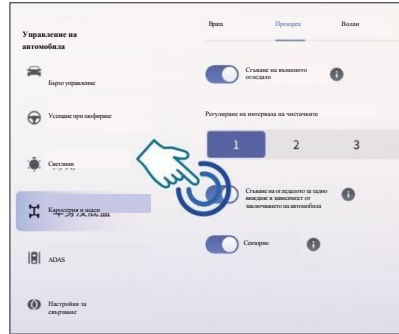 Управление на
автомобила
Бързо управление
Усещане при шофиране
Светлини
Каросерия и шаси
ADAS
Настройки за
свързване
Врата
Прозорец
Волан
Сгъване на външното
огледало
Регулиране на интервала на чистачките
1
2
3
Сгъване на огледалото за задно
виждане в зависимост от
заключването на автомобила
Сензорно